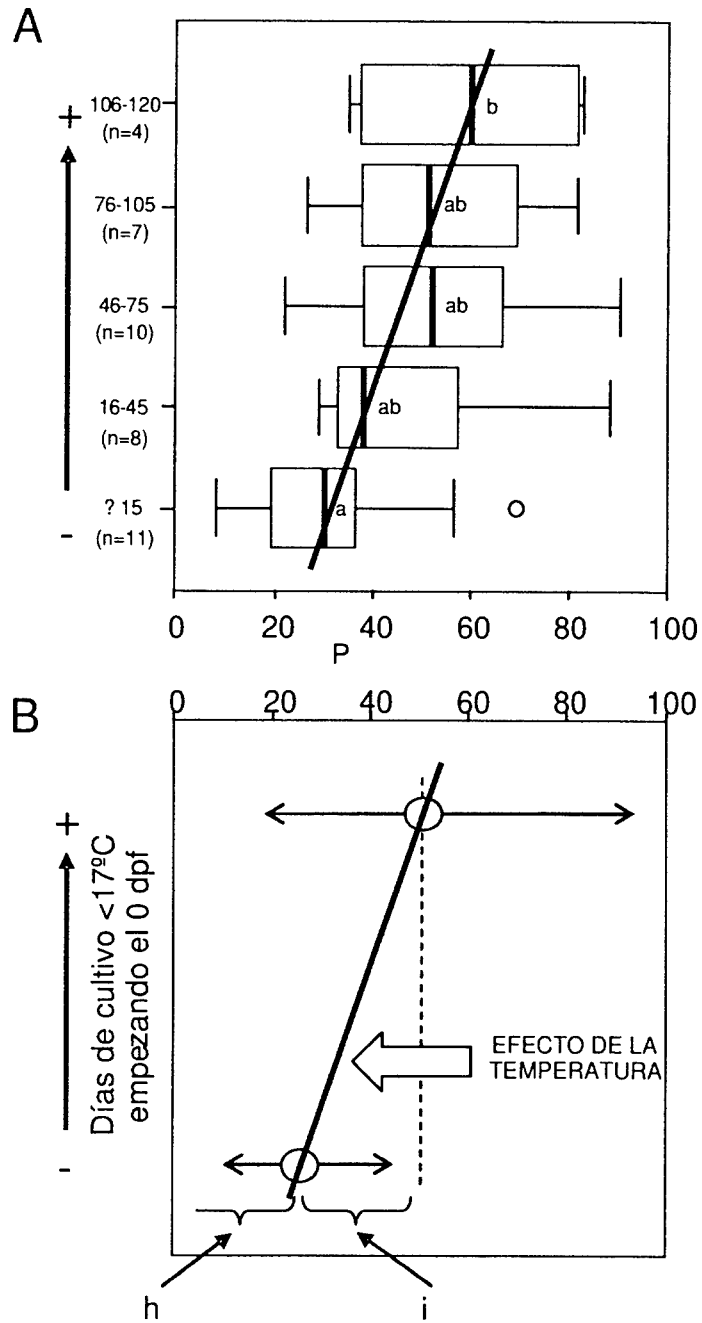 A
+
106-120
(n=4)
b
76-105
(n=7)
ab
46-75
(n=10)
ab
16-45
(n=8)
ab
? 15
(n=11)
a
-
0 20 40 60 80 100
P
B
0 20 40 60 80 100
+
Días de cultivo <17ºC
empezando el 0 dpf
-
EFECTO DE LA
TEMPERATURA
h
i